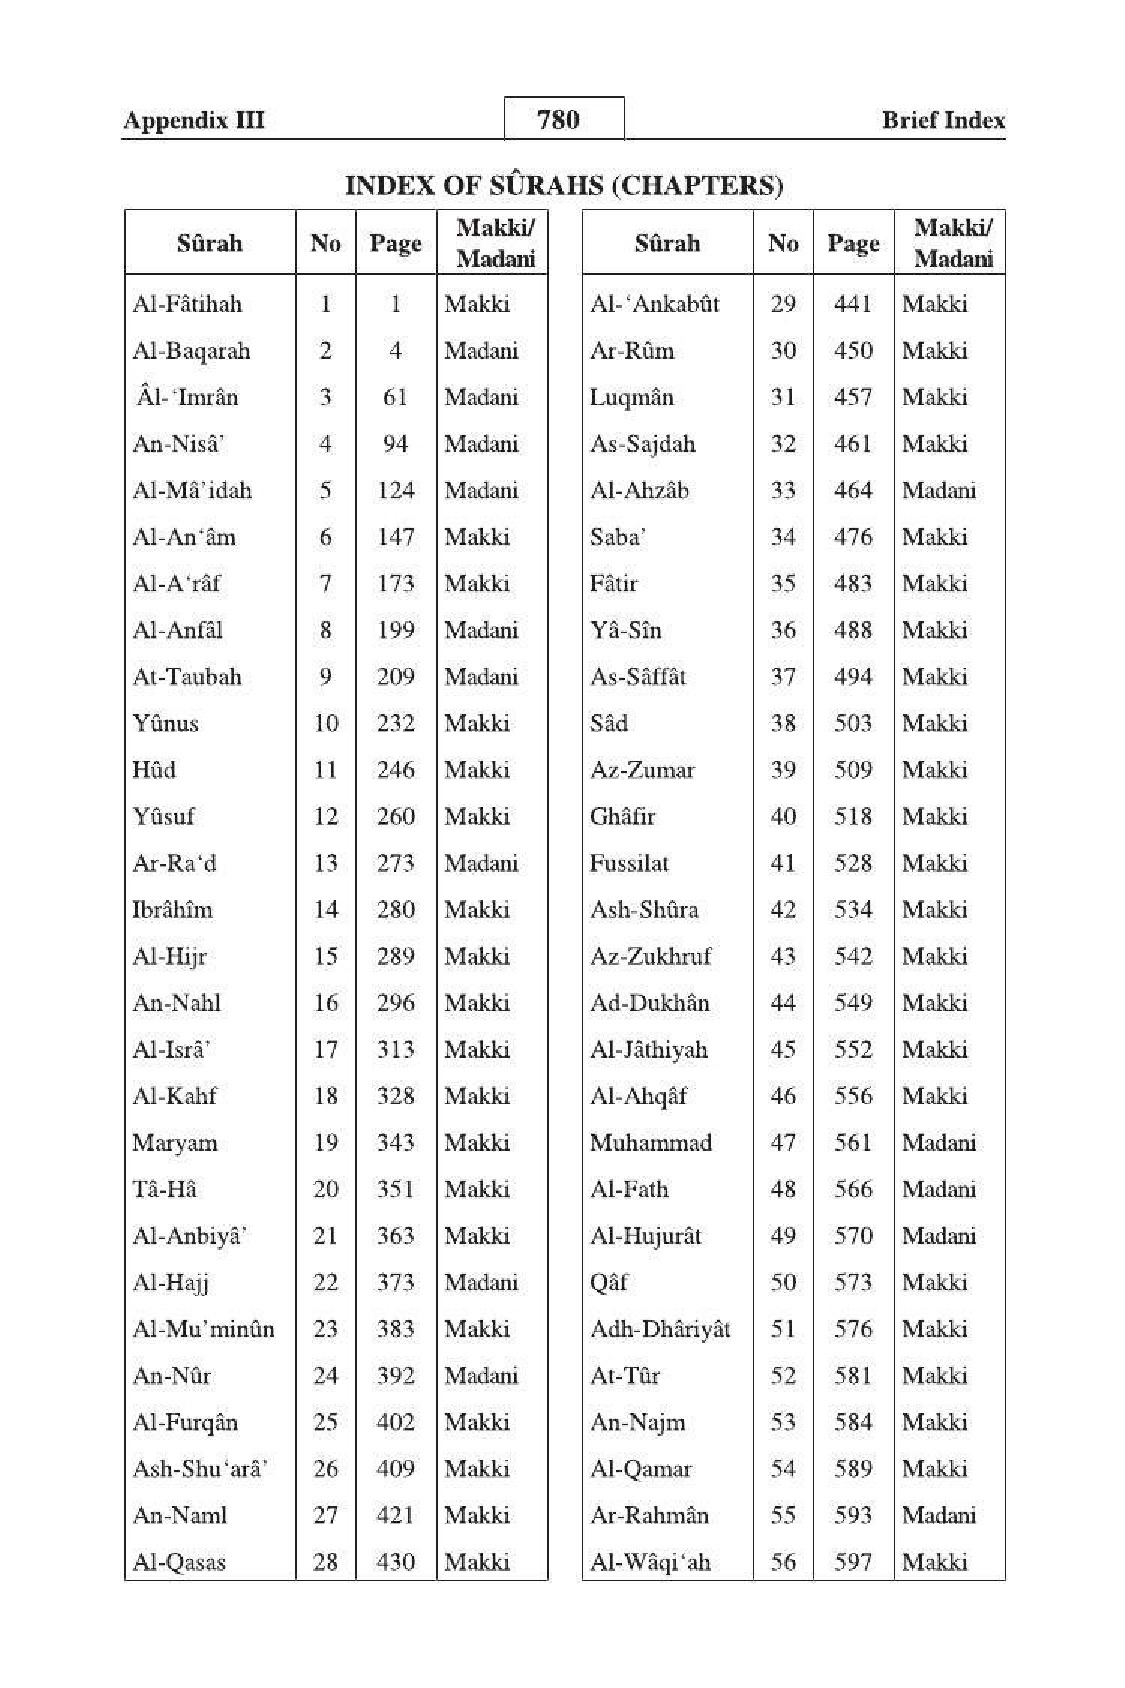 Appendix III 780 Brief Index
INDEX OF SÛRAHS (CHAPTERS)
Sûrah No Page Makki/ Madani
Al-Fâtihah 1 1 Makki
Al-Baqarah 2 4 Madani
Âl-‘Imrân 3 61 Madani
An-Nisâ’ 4 94 Madani
Al-Mâ’idah 5 124 Madani
Al-An‘âm 6 147 Makki
Al-A‘râf 7 173 Makki
Al-Anfâl 8 199 Madani
At-Taubah 9 209 Madani
Yûnus 10 232 Makki
Hûd 11 246 Makki
Yûsuf 12 260 Makki
Ar-Ra‘d 13 273 Madani
Ibrâhîm 14 280 Makki
Al-Hijr 15 289 Makki
An-Nahl 16 296 Makki
Al-Isrâ’ 17 313 Makki
Al-Kahf 18 328 Makki
Maryam 19 343 Makki
Tâ-Hâ 20 351 Makki
Al-Anbiyâ’ 21 363 Makki
Al-Hajj 22 373 Madani
Al-Mu’minûn 23 383 Makki
An-Nûr 24 392 Madani
Al-Furqân 25 402 Makki
Ash-Shu‘arâ’ 26 409 Makki
An-Naml 27 421 Makki
Al-Qasas 28 430 Makki
Sûrah No Page Makki/ Madani
Al-‘Ankabût 29 441 Makki
Ar-Rûm 30 450 Makki
Luqmân 31 457 Makki
As-Sajdah 32 461 Makki
Al-Ahzâb 33 464 Madani
Saba’ 34 476 Makki
Fâtir 35 483 Makki
Yâ-Sîn 36 488 Makki
As-Sâffât 37 494 Makki
Sâd 38 503 Makki
Az-Zumar 39 509 Makki
Ghâfir 40 518 Makki
Fussilat 41 528 Makki
Ash-Shûra 42 534 Makki
Az-Zukhruf 43 542 Makki
Ad-Dukhân 44 549 Makki
Al-Jâthiyah 45 552 Makki
Al-Ahqâf 46 556 Makki
Muhammad 47 561 Madani
Al-Fath 48 566 Madani
Al-Hujurât 49 570 Madani
Qâf 50 573 Makki
Adh-Dhâriyât 51 576 Makki
At-Tûr 52 581 Makki
An-Najm 53 584 Makki
Al-Qamar 54 589 Makki
Ar-Rahmân 55 593 Madani
Al-Wâqi‘ah 56 597 Makki